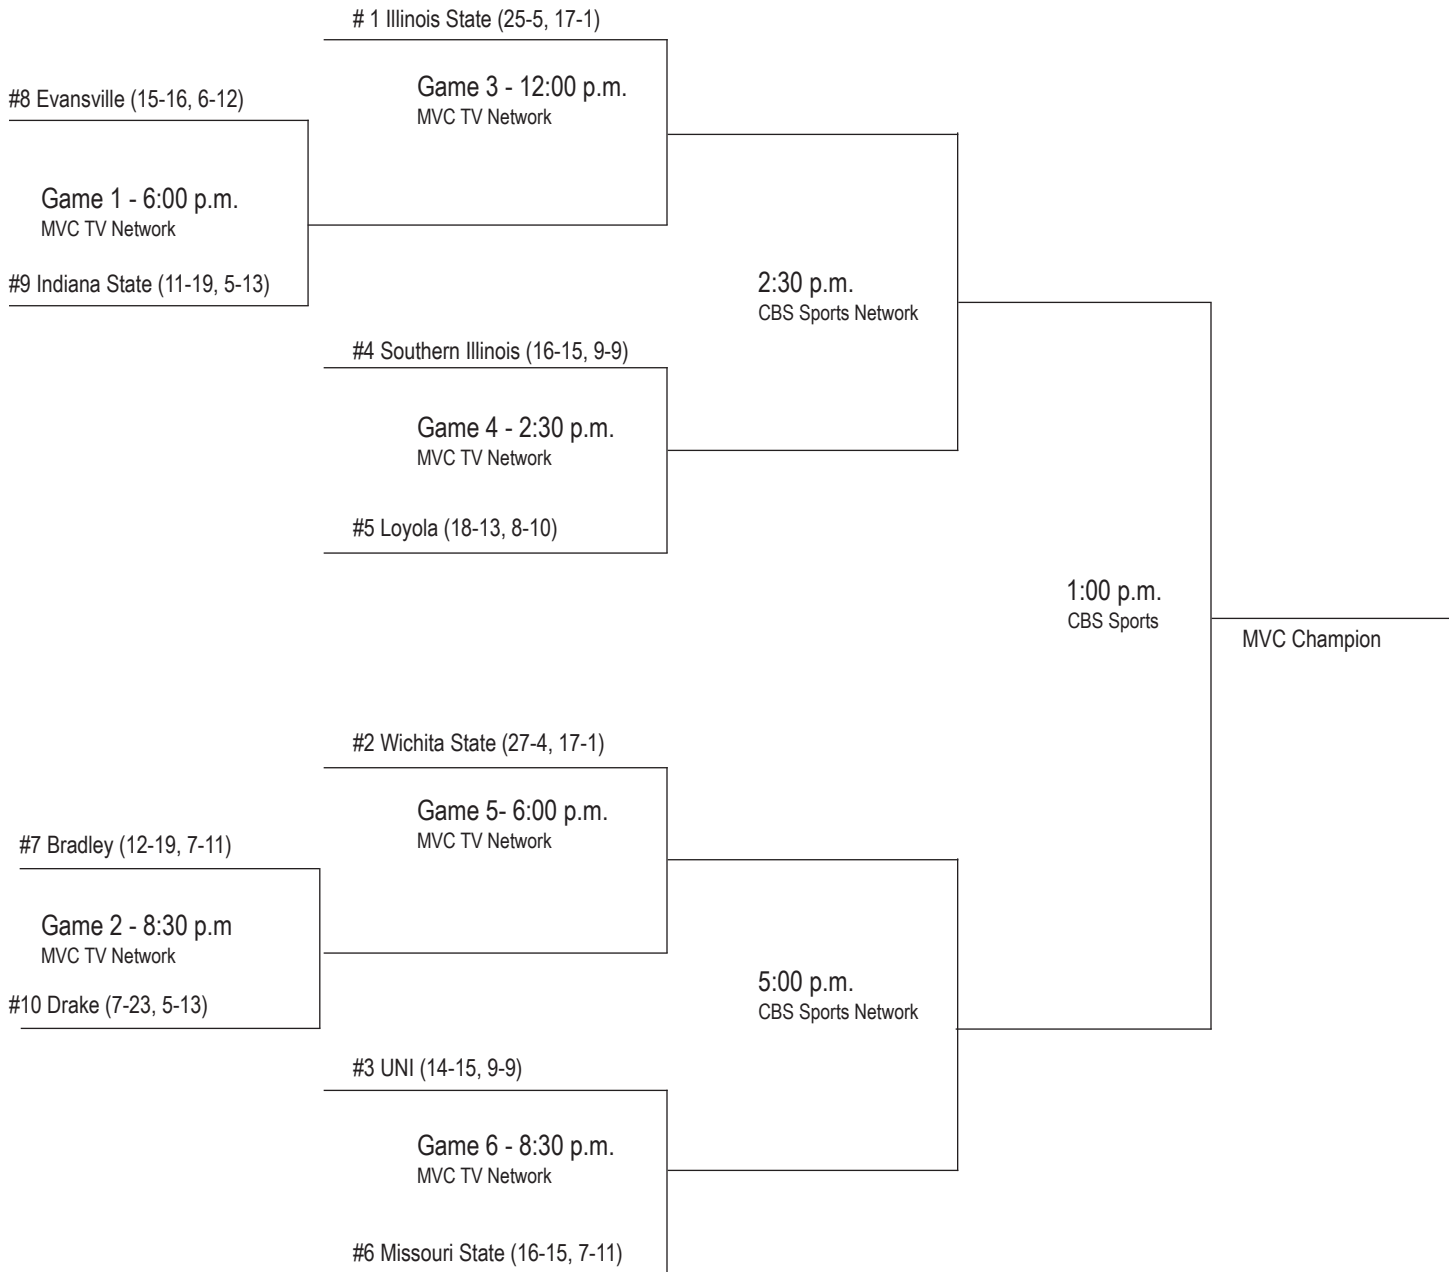 # 1 Illinois State (25-5, 17-1)
Game 3 - 12:00 p.m.
MVC TV Network
#8 Evansville (15-16, 6-12)
Game 1 - 6:00 p.m.
MVC TV Network
#9 Indiana State (11-19, 5-13)
2:30 p.m.
CBS Sports Network
#4 Southern Illinois (16-15, 9-9)
Game 4 - 2:30 p.m.
MVC TV Network
#5 Loyola (18-13, 8-10)
1:00 p.m.
CBS Sports
MVC Champion
#2 Wichita State (27-4, 17-1)
Game 5- 6:00 p.m.
MVC TV Network
#7 Bradley (12-19, 7-11)
Game 2 - 8:30 p.m
MVC TV Network
#10 Drake (7-23, 5-13)
5:00 p.m.
CBS Sports Network
#3 UNI (14-15, 9-9)
Game 6 - 8:30 p.m.
MVC TV Network
#6 Missouri State (16-15, 7-11)